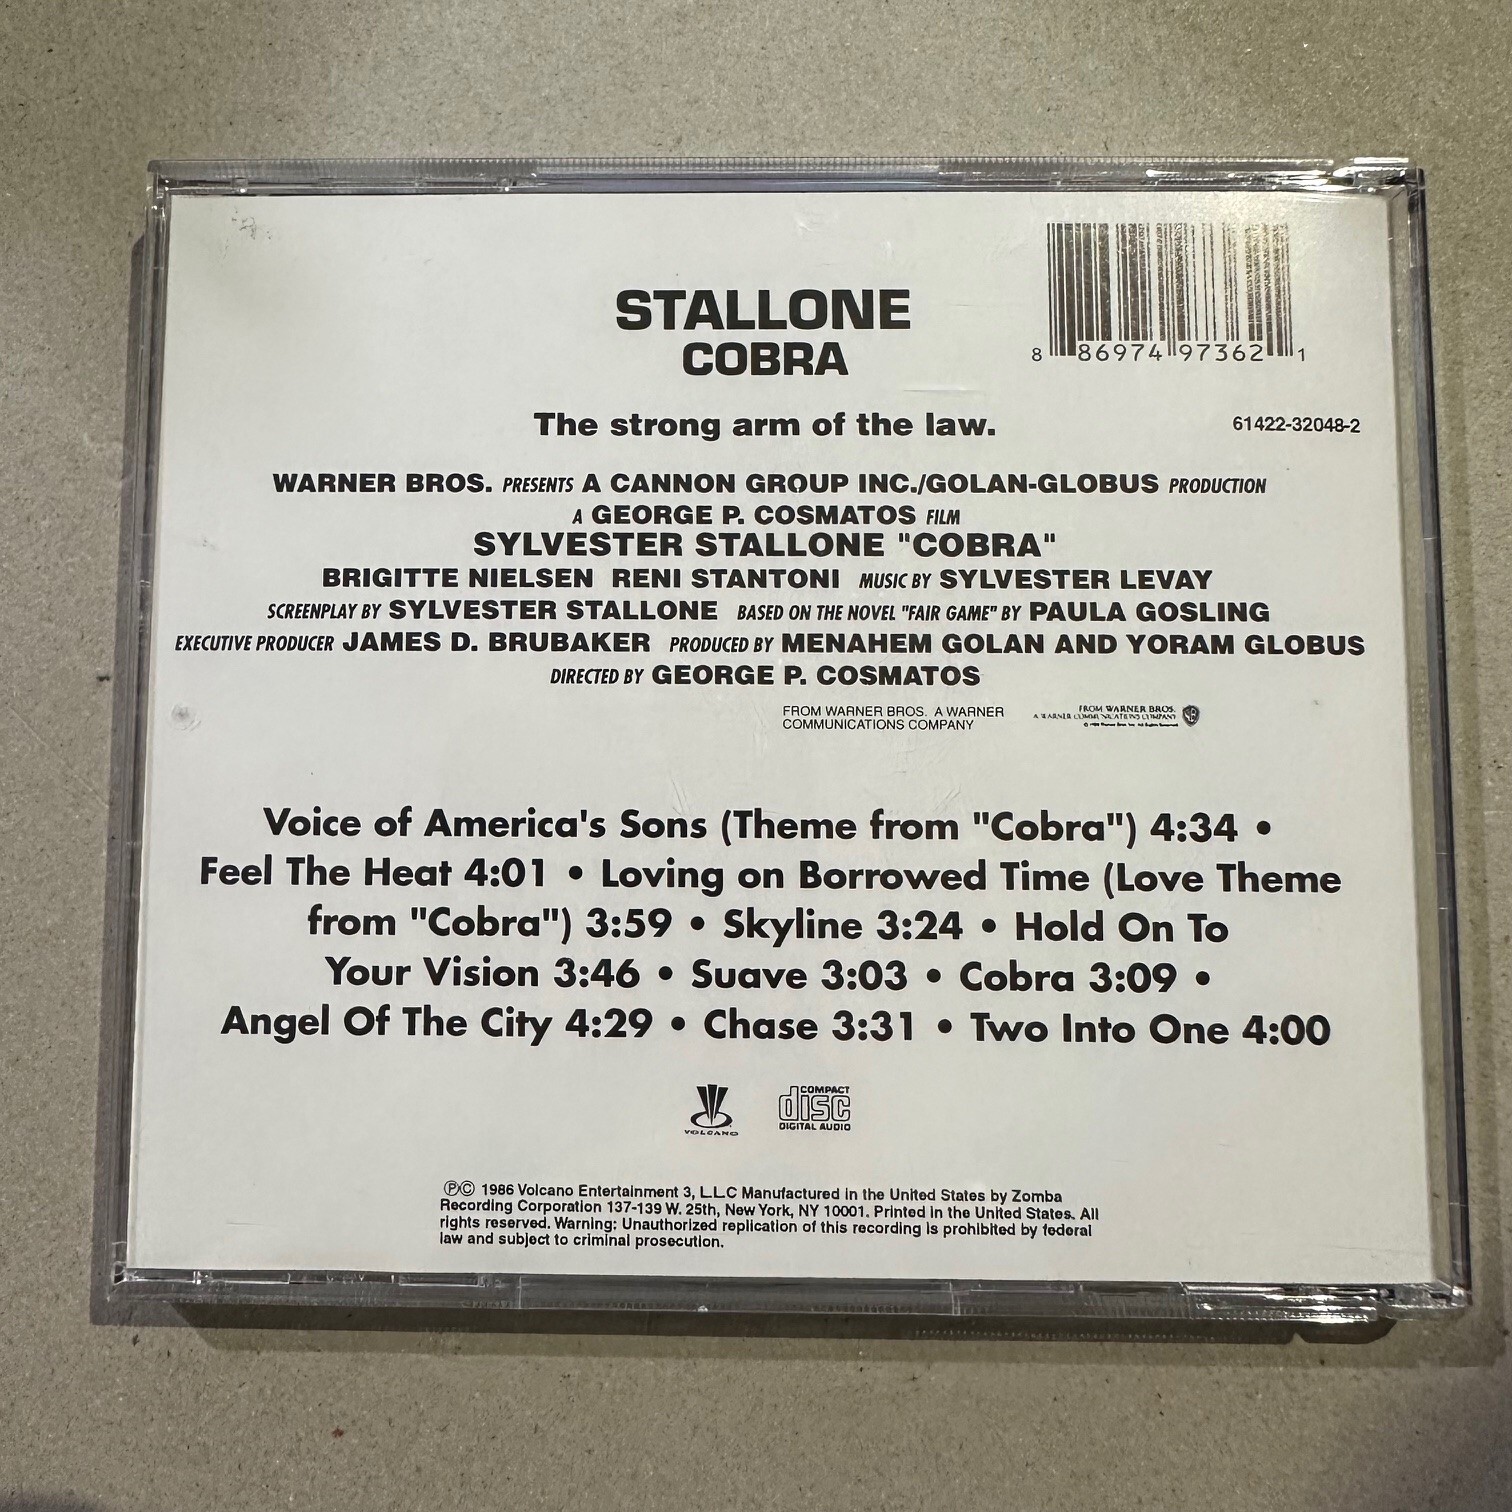 8 86974 97362 1
STALLONE
COBRA
The strong arm of the law.
61422-32048-2
WARNER BROS. PRESENTS A CANNON GROUP INC./GOLAN-GLOBUS PRODUCTION
A GEORGE P. COSMATOS FILM
SYLVESTER STALLONE "COBRA"
BRIGITTE NIELSEN RENI STANTONI MUSIC BY SYLVESTER LEVAY
SCREENPLAY BY SYLVESTER STALLONE BASED ON THE NOVEL "FAIR GAME" BY PAULA GOSLING
EXECUTIVE PRODUCER JAMES D. BRUBAKER PRODUCED BY MENAHEM GOLAN AND YORAM GLOBUS
DIRECTED BY GEORGE P. COSMATOS
FROM WARNER BROS. A WARNER
COMMUNICATIONS COMPANY
FROM WARNER BROS.
A WARNER COMMUNICATIONS COMPANY
Voice of America's Sons (Theme from "Cobra") 4:34 •
Feel The Heat 4:01 • Loving on Borrowed Time (Love Theme
from "Cobra") 3:59 • Skyline 3:24 • Hold On To
Your Vision 3:46 • Suave 3:03 • Cobra 3:09 •
Angel Of The City 4:29 • Chase 3:31 • Two Into One 4:00
VOLCANO
COMPACT
disc
DIGITAL AUDIO
℗© 1986 Volcano Entertainment 3, L.L.C Manufactured in the United States by Zomba
Recording Corporation 137-139 W. 25th, New York, NY 10001. Printed in the United States. All
rights reserved. Warning: Unauthorized replication of this recording is prohibited by federal
law and subject to criminal prosecution.